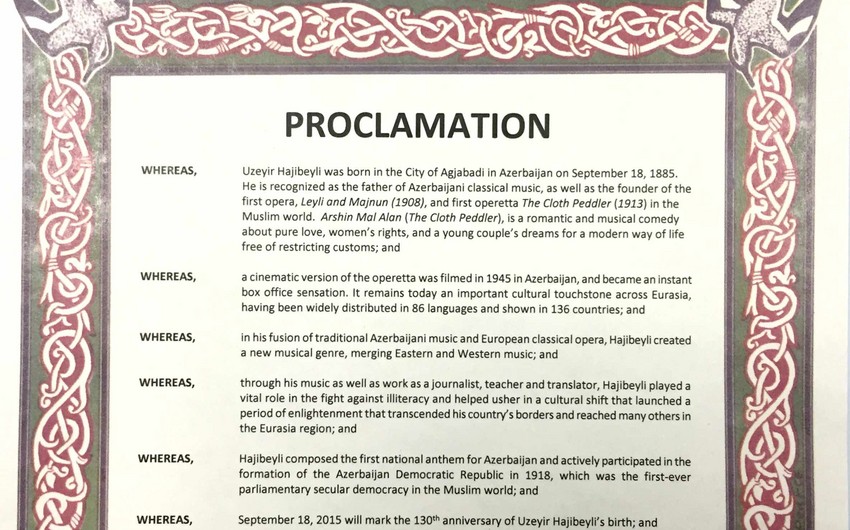 PROCLAMATION
WHEREAS, Uzeyir Hajibeyli was born in the City of Agjabadi in Azerbaijan on September 18, 1885.
He is recognized as the father of Azerbaijani classical music, as well as the founder of the
first opera, Leyli and Majnun (1908), and first operetta The Cloth Peddler (1913) in the
Muslim world. Arshin Mal Alan (The Cloth Peddler), is a romantic and musical comedy
about pure love, women's rights, and a young couple's dreams for a modern way of life
free of restricting customs; and
WHEREAS, a cinematic version of the operetta was filmed in 1945 in Azerbaijan, and became an instant
box office sensation. It remains today an important cultural touchstone across Eurasia,
having been widely distributed in 86 languages and shown in 136 countries; and
WHEREAS, in his fusion of traditional Azerbaijani music and European classical opera, Hajibeyli created
a new musical genre, merging Eastern and Western music; and
WHEREAS, through his music as well as work as a journalist, teacher and translator, Hajibeyli played a
vital role in the fight against illiteracy and helped usher in a cultural shift that launched a
period of enlightenment that transcended his country's borders and reached many others in
the Eurasia region; and
WHEREAS, Hajibeyli composed the first national anthem for Azerbaijan and actively participated in the
formation of the Azerbaijan Democratic Republic in 1918, which was the first-ever
parliamentary secular democracy in the Muslim world; and
WHEREAS, September 18, 2015 will mark the 130th anniversary of Uzeyir Hajibeyli's birth; and